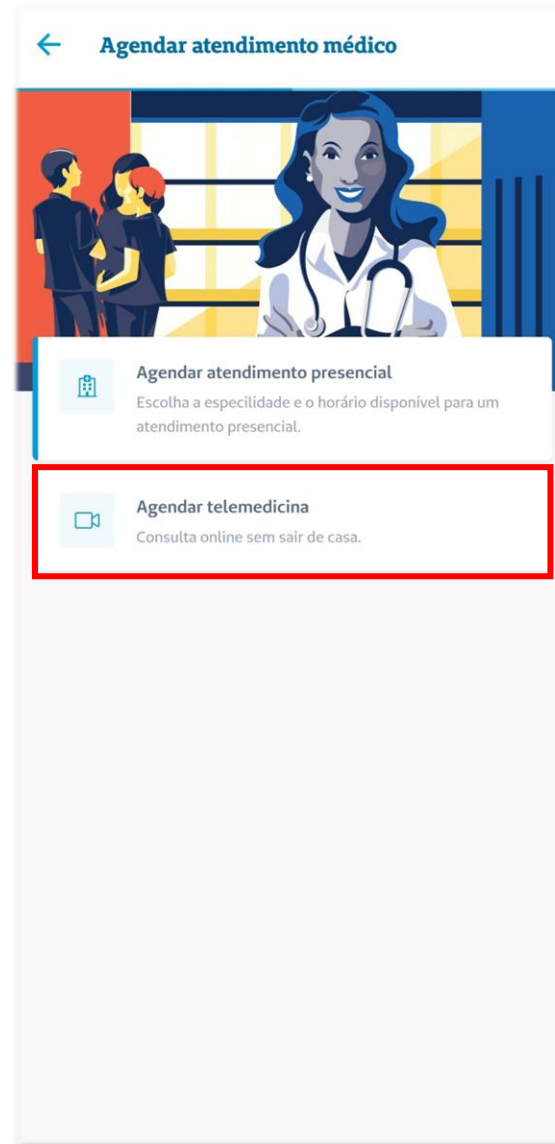 Agendar atendimento médico
Agendar atendimento presencial
Escolha a especilidade e o horário disponível para um
atendimento presencial.
Agendar telemedicina
Consulta online sem sair de casa.